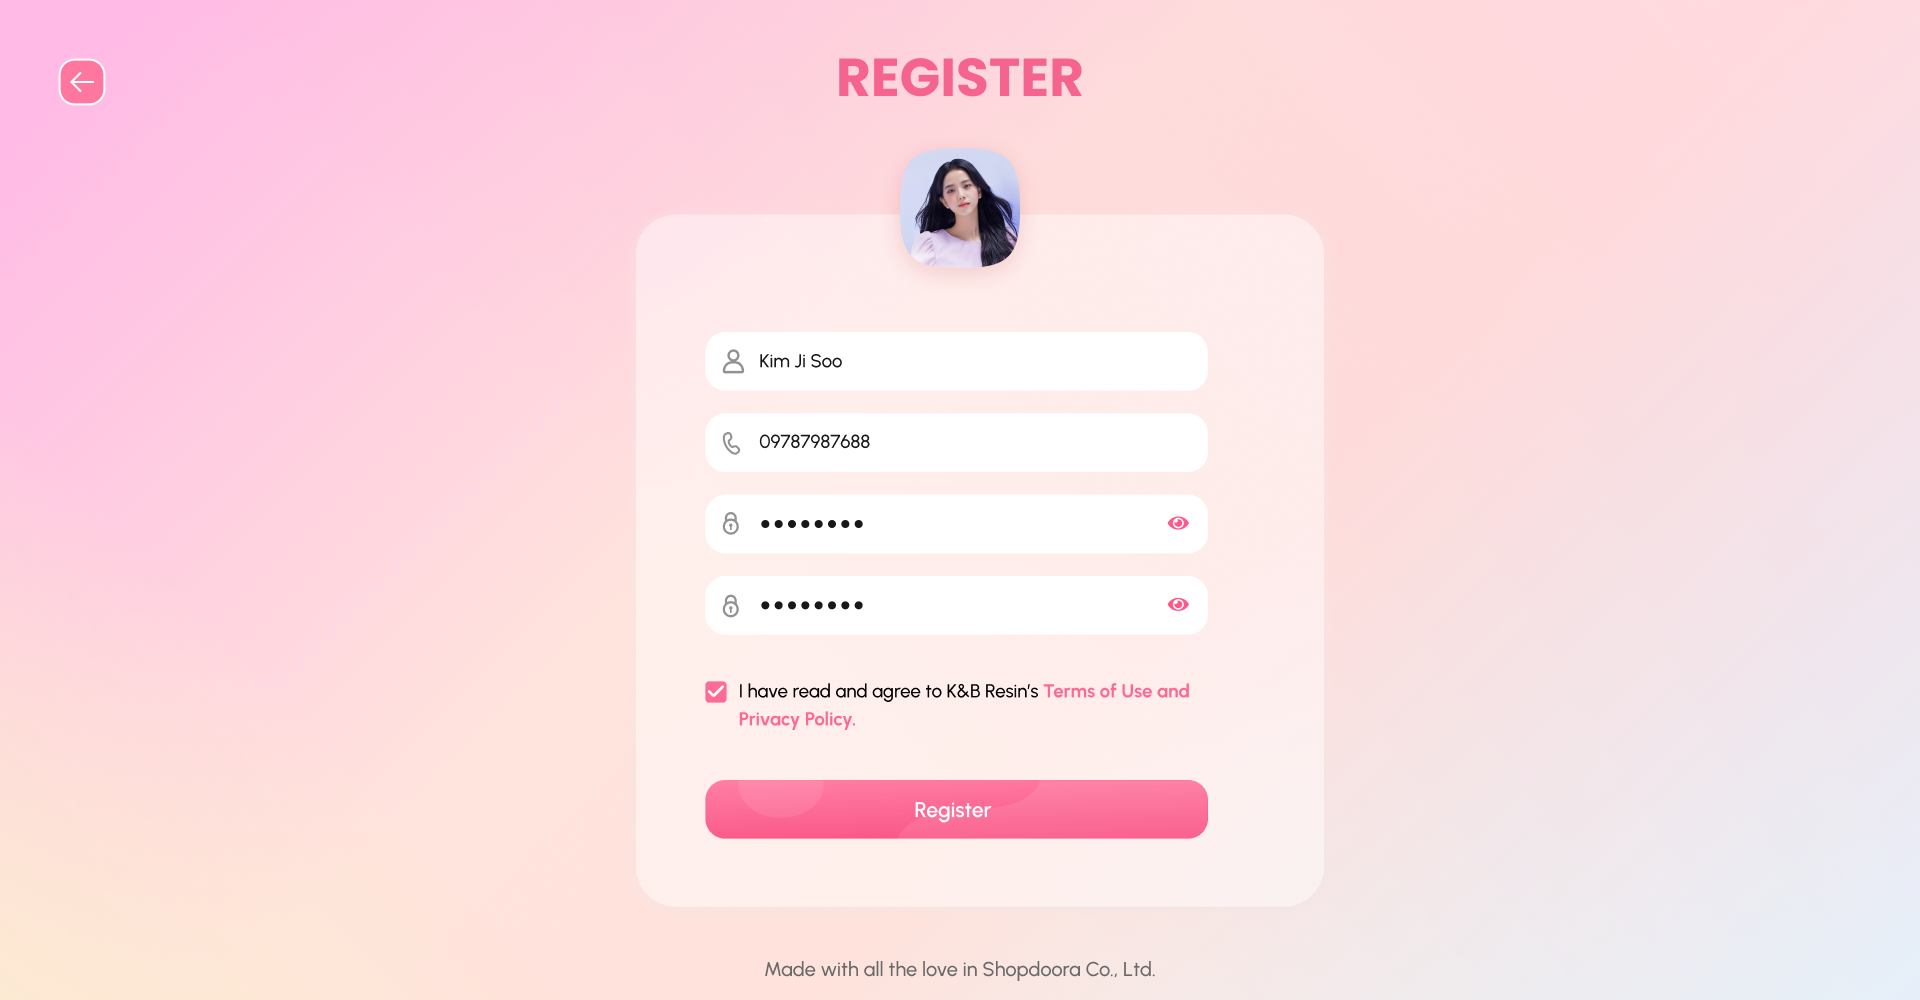 REGISTER
Kim Ji Soo
09787987688
I have read and agree to K&B Resin’s Terms of Use and
Privacy Policy.
Register
Made with all the love in Shopdoora Co., Ltd.